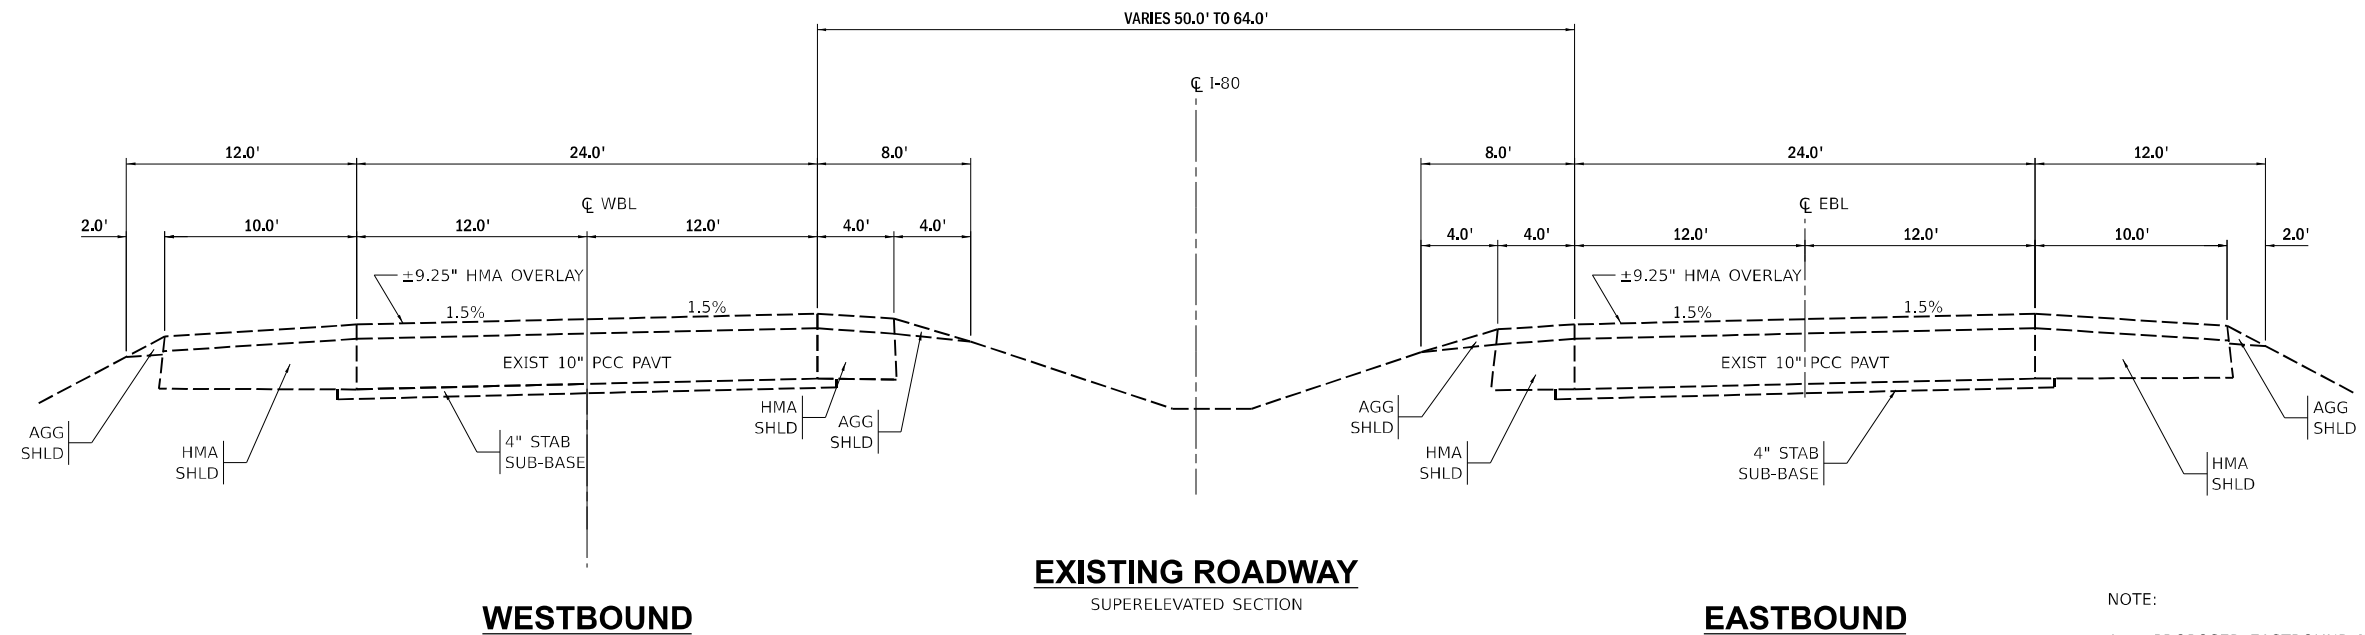 VARIES 50.0' TO 64.0'
℄ I-80
12.0' 24.0' 8.0' 8.0' 24.0' 12.0'
℄ WBL ℄ EBL
2.0' 10.0' 12.0' 12.0' 4.0' 4.0' 4.0' 4.0' 12.0' 12.0' 10.0' 2.0'
±9.25" HMA OVERLAY ±9.25" HMA OVERLAY
1.5% 1.5% 1.5% 1.5%
EXIST 10" PCC PAVT EXIST 10" PCC PAVT
AGG
SHLD
HMA
SHLD
4" STAB
SUB-BASE
HMA
SHLD
AGG
SHLD
AGG
SHLD
HMA
SHLD
4" STAB
SUB-BASE
HMA
SHLD
AGG
SHLD
EXISTING ROADWAY
SUPERELEVATED SECTION
WESTBOUND EASTBOUND
NOTE: